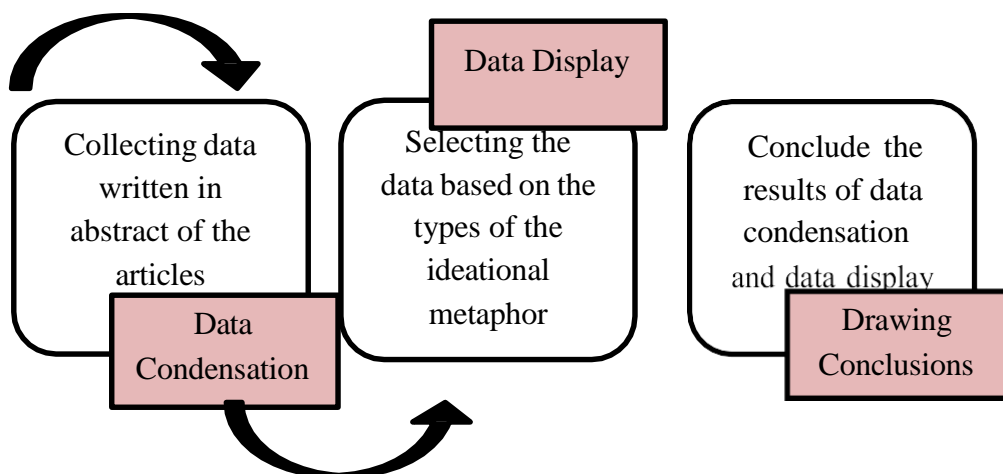 Collecting data
written in
abstract of the
articles
Data
Condensation
Data Display
Selecting the
data based on the
types of the
ideational
metaphor
Conclude the
results of data
condensation
and data display
Drawing
Conclusions